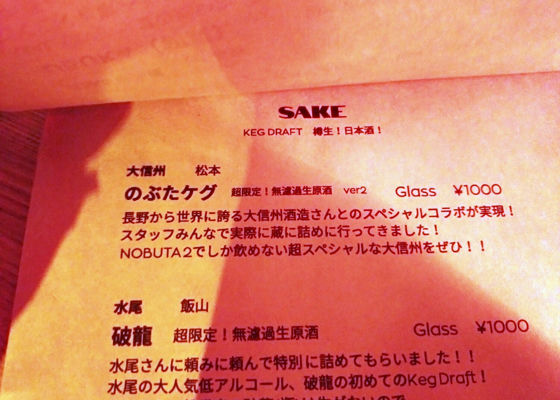 SAKE
KEG DRAFT 樽生！日本酒！
大信州 松本
のぶたケグ 超限定！無濾過生原酒 ver2 Glass ¥1000
長野から世界に誇る大信州酒造さんとのスペシャルコラボが実現！
スタッフみんなで実際に蔵に詰めに行ってきました！
NOBUTA2でしか飲めない超スペシャルな大信州をぜひ！！
水尾 飯山
破龍 超限定！無濾過生原酒 Glass ¥1000
水尾さんに頼みに頼んで特別に詰めてもらいました！！
水尾の大人気低アルコール、破龍の初めてのKeg Draft！